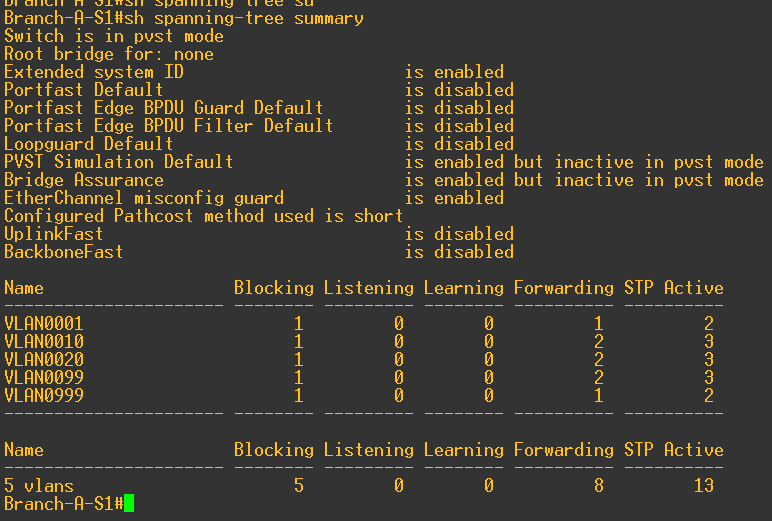 Branch-A-S1#sh spanning-tree su
Branch-A-S1#sh spanning-tree summary
Switch is in pvst mode
Root bridge for: none
Extended system ID                      is enabled
Portfast Default                        is disabled
Portfast Edge BPDU Guard Default        is disabled
Portfast Edge BPDU Filter Default       is disabled
Loopguard Default                       is disabled
PVST Simulation Default                 is enabled but inactive in pvst mode
Bridge Assurance                        is enabled but inactive in pvst mode
EtherChannel misconfig guard            is enabled
Configured Pathcost method used is short
UplinkFast                              is disabled
BackboneFast                            is disabled

Name                   Blocking Listening Learning Forwarding STP Active
---------------------- -------- --------- -------- ---------- ----------
VLAN0001                     1         0        0          1          2
VLAN0010                     1         0        0          2          3
VLAN0020                     1         0        0          2          3
VLAN0099                     1         0        0          2          3
VLAN0999                     1         0        0          1          2
---------------------- -------- --------- -------- ---------- ----------

Name                   Blocking Listening Learning Forwarding STP Active
---------------------- -------- --------- -------- ---------- ----------
5 vlans                      5         0        0          8         13
Branch-A-S1#